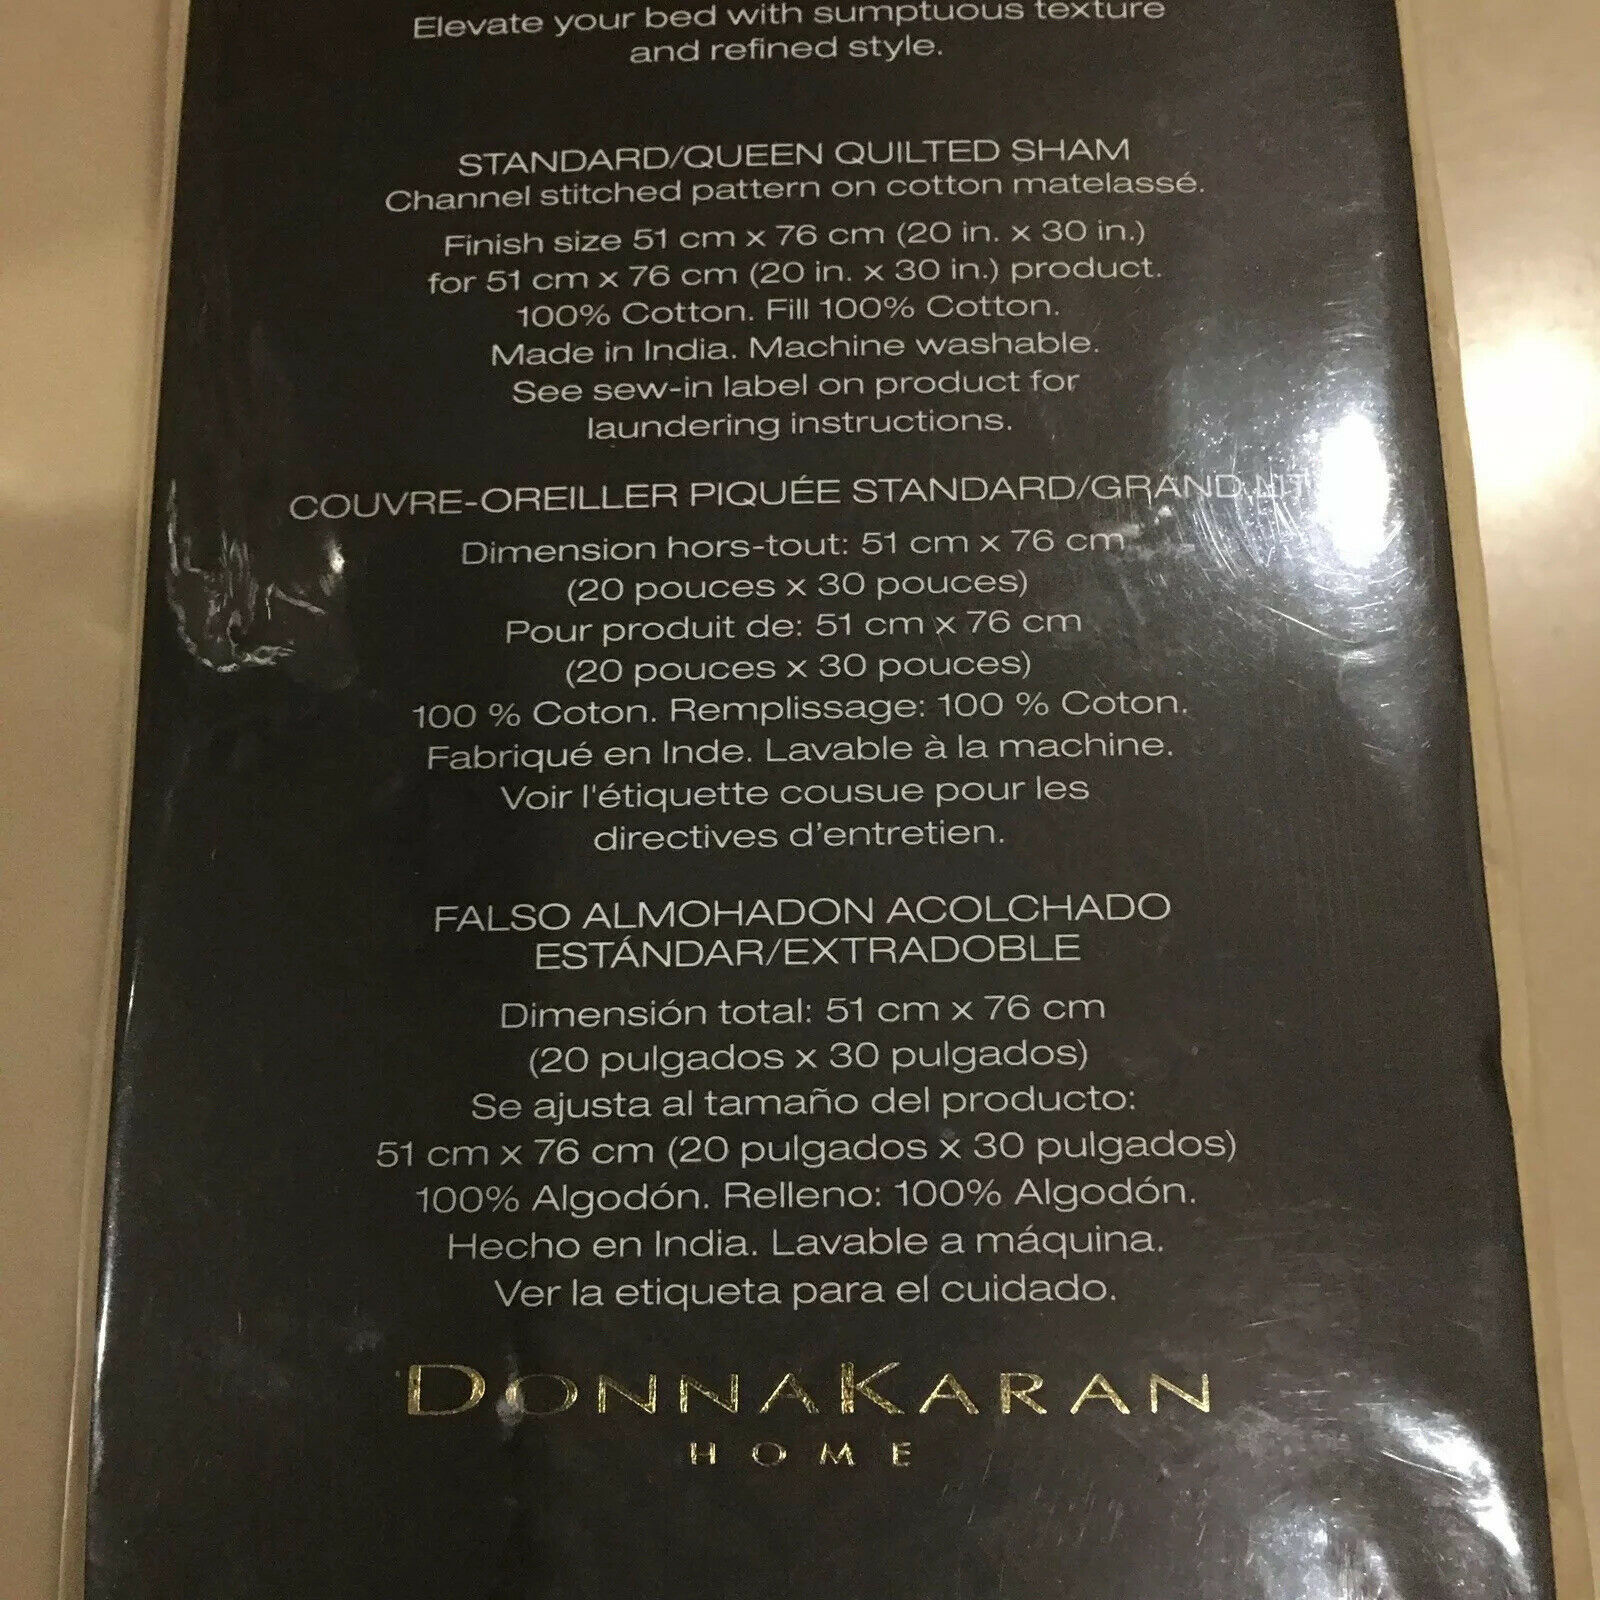 Elevate your bed with sumptuous texture
and refined style.
STANDARD/QUEEN QUILTED SHAM
Channel stitched pattern on cotton matelassé.
Finish size 51 cm x 76 cm (20 in. x 30 in.)
for 51 cm x 76 cm (20 in. x 30 in.) product.
100% Cotton. Fill 100% Cotton.
Made in India. Machine washable.
See sew-in label on product for
laundering instructions.
COUVRE-OREILLER PIQUÉE STANDARD/GRAND LIT
Dimension hors-tout: 51 cm x 76 cm
(20 pouces x 30 pouces)
Pour produit de: 51 cm x 76 cm
(20 pouces x 30 pouces)
100 % Coton. Remplissage: 100 % Coton.
Fabriqué en Inde. Lavable à la machine.
Voir l'étiquette cousue pour les
directives d’entretien.
FALSO ALMOHADON ACOLCHADO
ESTÁNDAR/EXTRADOBLE
Dimensión total: 51 cm x 76 cm
(20 pulgados x 30 pulgados)
Se ajusta al tamaño del producto:
51 cm x 76 cm (20 pulgados x 30 pulgados)
100% Algodón. Relleno: 100% Algodón.
Hecho en India. Lavable a máquina.
Ver la etiqueta para el cuidado.
DONNAKARAN
HOME